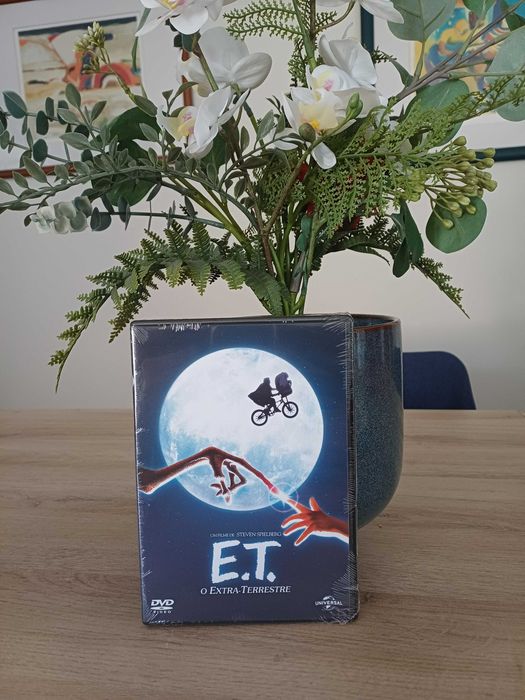 UM FILME DE STEVEN SPIELBERG
E.T.
O EXTRA-TERRESTRE
DVD
VIDEO
UNIVERSAL